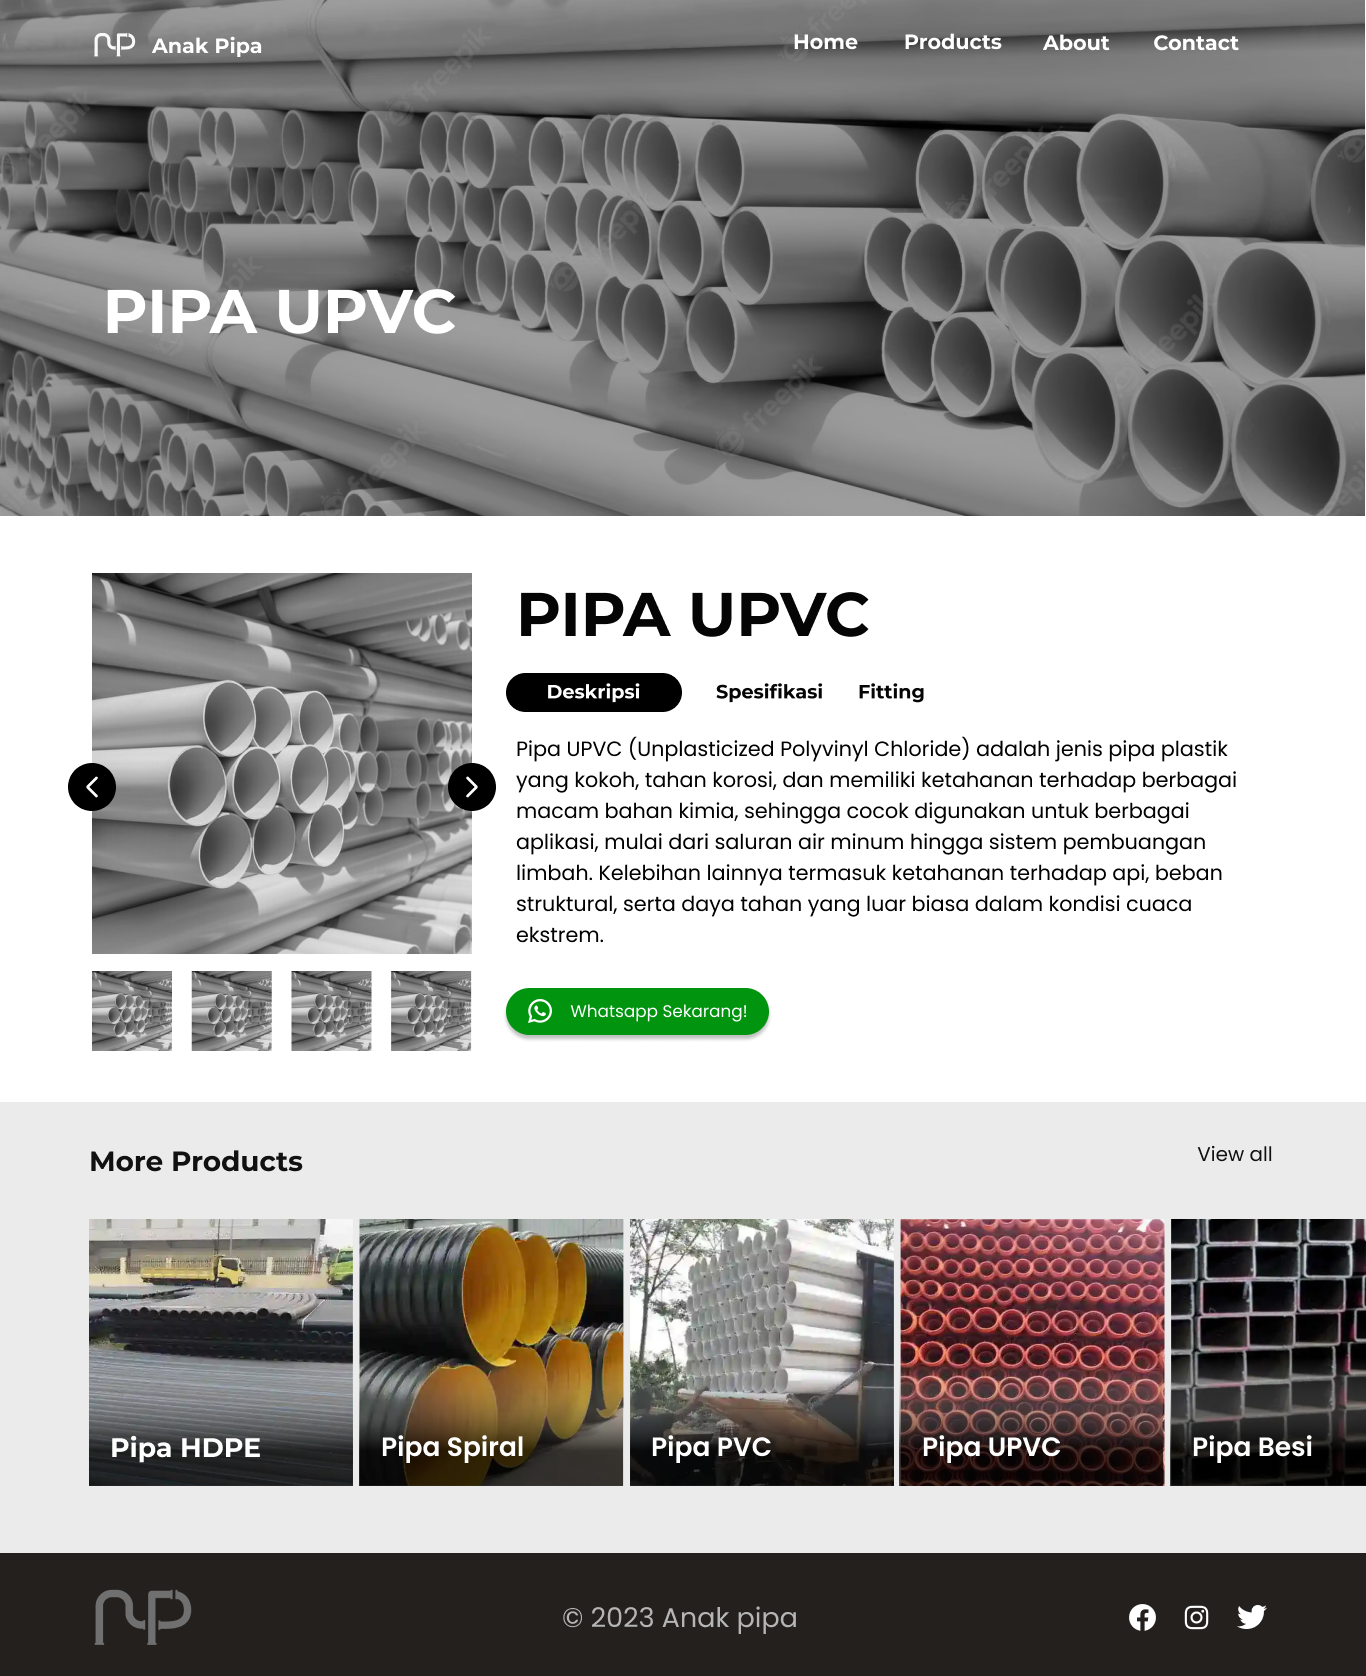 Anak Pipa
Home Products About Contact
PIPA UPVC
freepik
PIPA UPVC
Deskripsi Spesifikasi Fitting
Pipa UPVC (Unplasticized Polyvinyl Chloride) adalah jenis pipa plastik
yang kokoh, tahan korosi, dan memiliki ketahanan terhadap berbagai
macam bahan kimia, sehingga cocok digunakan untuk berbagai
aplikasi, mulai dari saluran air minum hingga sistem pembuangan
limbah. Kelebihan lainnya termasuk ketahanan terhadap api, beban
struktural, serta daya tahan yang luar biasa dalam kondisi cuaca
ekstrem.
Whatsapp Sekarang!
More Products
View all
Pipa HDPE
Pipa Spiral
Pipa PVC
Pipa UPVC
Pipa Besi
© 2023 Anak pipa